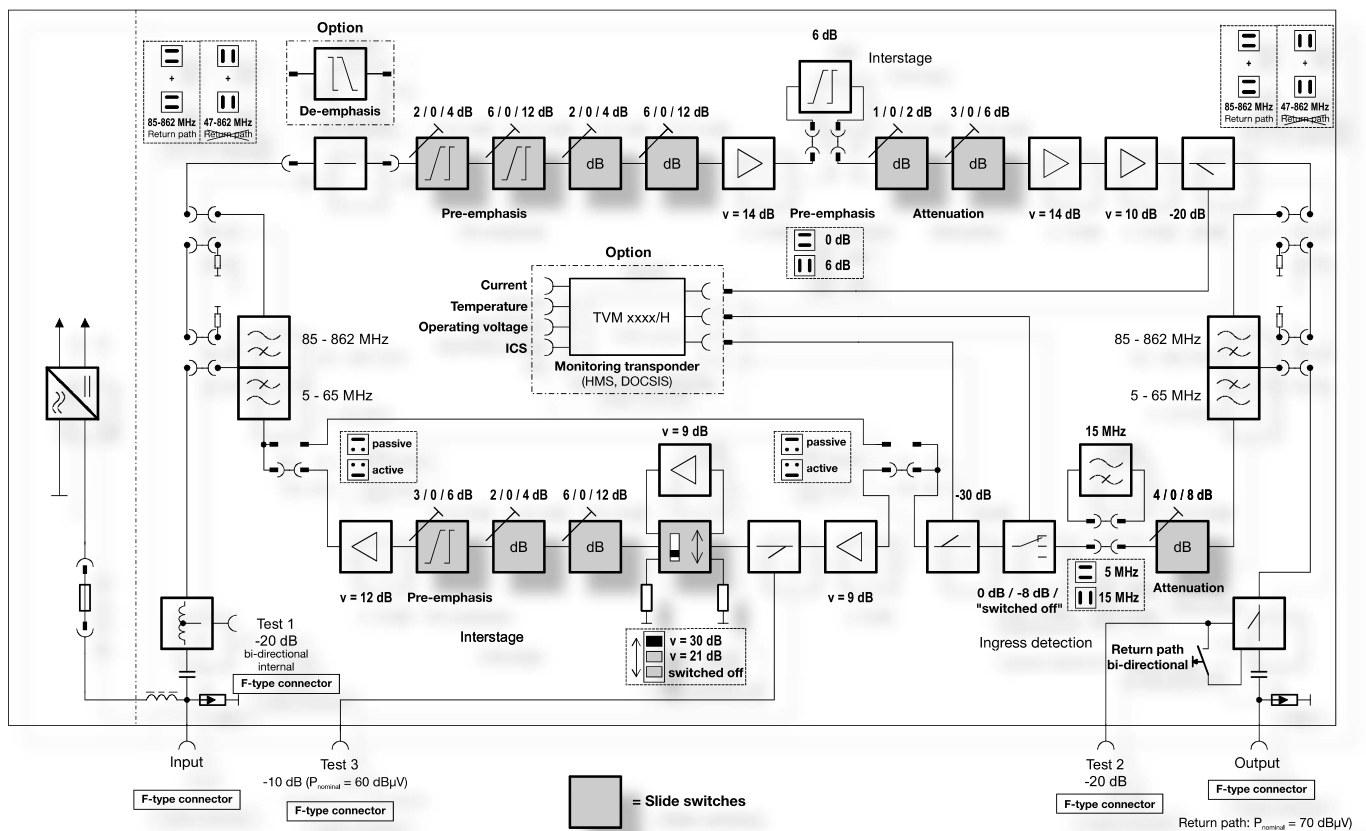 Option
De-emphasis
+
+
85-862 MHz
47-862 MHz
Return path
Return path
2 / 0 / 4 dB
6 / 0 / 12 dB
2 / 0 / 4 dB
6 / 0 / 12 dB
dB
dB
Pre-emphasis
v = 14 dB
6 dB
Interstage
Pre-emphasis
0 dB
6 dB
1 / 0 / 2 dB
3 / 0 / 6 dB
dB
dB
Attenuation
v = 14 dB
v = 10 dB
-20 dB
+
+
85-862 MHz
47-862 MHz
Return path
Return path
Option
Current
Temperature
Operating voltage
ICS
TVM xxxx/H
Monitoring transponder
(HMS, DOCSIS)
85 - 862 MHz
5 - 65 MHz
85 - 862 MHz
5 - 65 MHz
passive
active
v = 9 dB
passive
active
3 / 0 / 6 dB
2 / 0 / 4 dB
6 / 0 / 12 dB
dB
dB
v = 12 dB
Pre-emphasis
Interstage
v = 30 dB
v = 21 dB
switched off
v = 9 dB
-30 dB
0 dB / -8 dB /
"switched off"
Ingress detection
15 MHz
5 MHz
15 MHz
4 / 0 / 8 dB
dB
Attenuation
Return path
bi-directional
Test 1
-20 dB
bi-directional
internal
F-type connector
Input
F-type connector
Test 3
-10 dB (Pnominal = 60 dBµV)
F-type connector
= Slide switches
Test 2
-20 dB
F-type connector
Output
F-type connector
Return path: Pnominal = 70 dBµV)